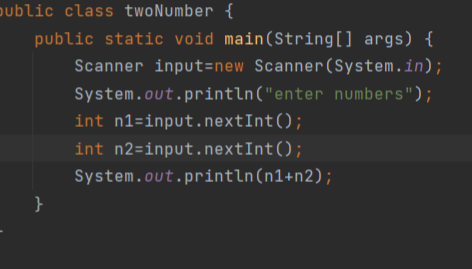 public class twoNumber {
public static void main(String[] args) {
Scanner input=new Scanner(System.in);
System.out.println("enter numbers");
int n1=input.nextInt();
int n2=input.nextInt();
System.out.println(n1+n2);
}
}